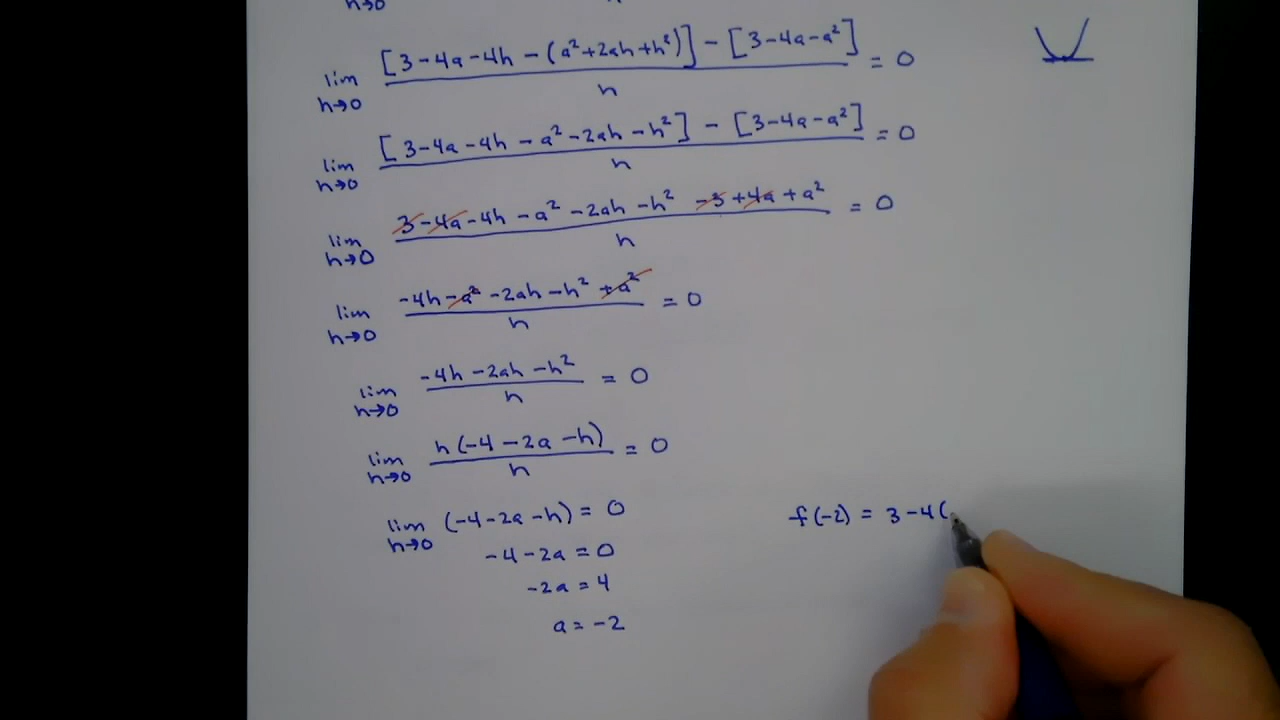 h→0
lim h→0 [3-4a-4h-(a²+2ah+h²)] - [3-4a-a²] / h = 0
lim h→0 [3-4a-4h-a²-2ah-h²] - [3-4a-a²] / h = 0
lim h→0 3-4a-4h-a²-2ah-h² -3+4a+a² / h = 0
lim h→0 -4h-a²-2ah-h²+a² / h = 0
lim h→0 -4h-2ah-h² / h = 0
lim h→0 h(-4-2a-h) / h = 0
lim h→0 (-4-2a-h) = 0
f(-2) = 3-4(
-4-2a = 0
-2a = 4
a = -2